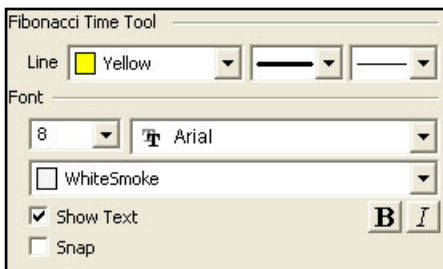 Fibonacci Time Tool
Line Yellow
Font
8 Arial
WhiteSmoke
Show Text B I
Snap